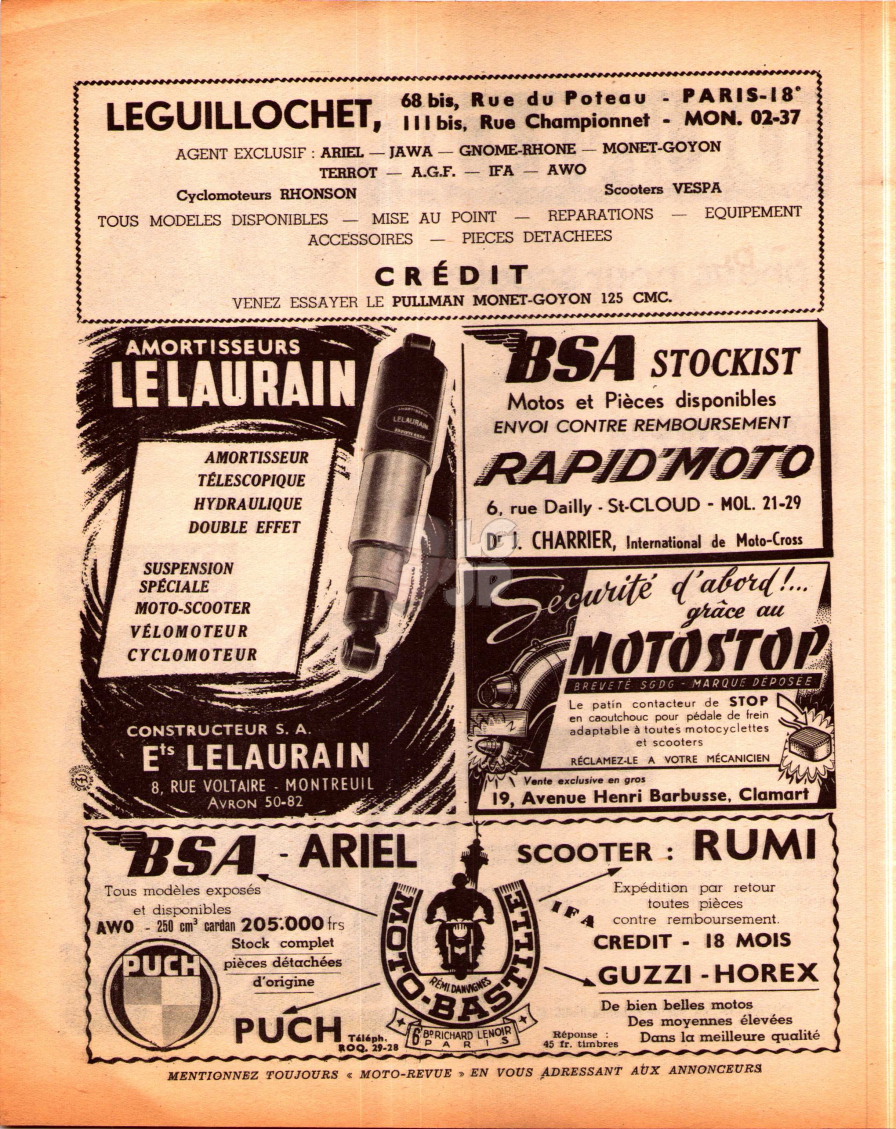 LEGUILLOCHET, 68 bis, Rue du Poteau - PARIS-18°
111 bis, Rue Championnet - MON. 02-37
AGENT EXCLUSIF : ARIEL — JAWA — GNOME-RHONE — MONET-GOYON
TERROT — A.G.F. — IFA — AWO
Cyclomoteurs RHONSON Scooters VESPA
TOUS MODELES DISPONIBLES — MISE AU POINT — REPARATIONS — EQUIPEMENT
ACCESSOIRES — PIECES DETACHEES
CRÉDIT
VENEZ ESSAYER LE PULLMAN MONET-GOYON 125 CMC.
AMORTISSEURS
LELAURAIN
LELAURAIN
AMORTISSEUR
TÉLESCOPIQUE
HYDRAULIQUE
DOUBLE EFFET
SUSPENSION
SPÉCIALE
MOTO-SCOOTER
VÉLOMOTEUR
CYCLOMOTEUR
CONSTRUCTEUR S. A.
Ets LELAURAIN
8, RUE VOLTAIRE - MONTREUIL
AVRON 50-82
BSA STOCKIST
Motos et Pièces disponibles
ENVOI CONTRE REMBOURSEMENT
RAPID'MOTO
6, rue Dailly - St-CLOUD - MOL. 21-29
Dr J. CHARRIER, International de Moto-Cross
Sécurité d'abord !...
grâce au
MOTOSTOP
BREVETÉ SGDG - MARQUE DÉPOSÉE
Le patin contacteur de STOP
en caoutchouc pour pédale de frein
adaptable à toutes motocyclettes
et scooters
RÉCLAMEZ-LE A VOTRE MÉCANICIEN
Vente exclusive en gros
19, Avenue Henri Barbusse, Clamart
BSA - ARIEL
Tous modèles exposés
et disponibles
AWO - 250 cm³ cardan 205.000 frs
Stock complet
pièces détachées
d'origine
PUCH
PUCH
Téléph.
ROQ. 29-28
MOTO-BASTILLE
RÉMI DANVIGNES
6 Bd RICHARD LENOIR
PARIS
SCOOTER : RUMI
Expédition par retour
toutes pièces
contre remboursement.
IFA
CREDIT - 18 MOIS
GUZZI - HOREX
De bien belles motos
Des moyennes élevées
Dans la meilleure qualité
Réponse :
45 fr. timbres
MENTIONNEZ TOUJOURS « MOTO-REVUE » EN VOUS ADRESSANT AUX ANNONCEURS